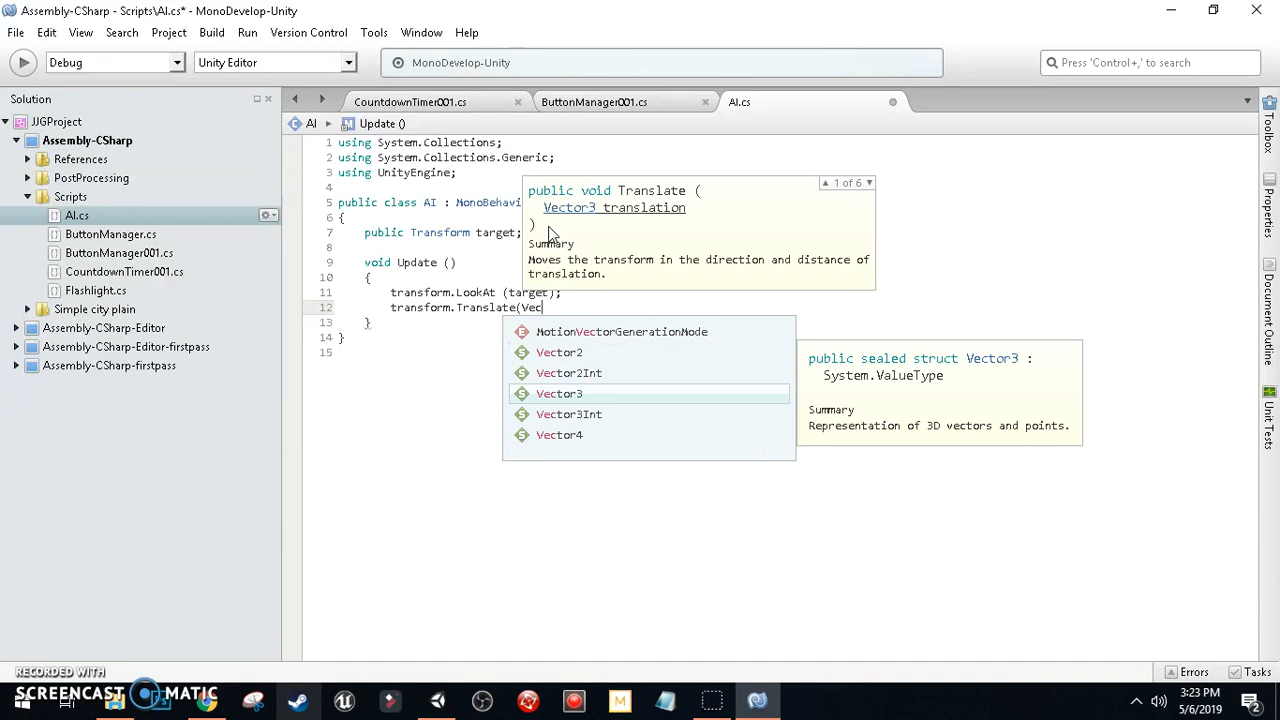 Assembly-CSharp - Scripts\AI.cs* - MonoDevelop-Unity
File Edit View Search Project Build Run Version Control Tools Window Help
Debug Unity Editor MonoDevelop-Unity Press 'Control+,' to search
Solution
CountdownTimer001.cs ButtonManager001.cs AI.cs
AI Update ()
JJGProject
Assembly-CSharp
References
PostProcessing
Scripts
AI.cs
ButtonManager.cs
ButtonManager001.cs
CountdownTimer001.cs
Flashlight.cs
Simple city plain
Assembly-CSharp-Editor
Assembly-CSharp-Editor-firstpass
Assembly-CSharp-firstpass
1 using System.Collections;
2 using System.Collections.Generic;
3 using UnityEngine;
4
5 public class AI : MonoBehavi
6 {
7 public Transform target;
8
9 void Update ()
10 {
11 transform.LookAt (target);
12 transform.Translate(Vec
13 }
14 }
15
1 of 6
public void Translate (
Vector3 translation
)
Summary
Moves the transform in the direction and distance of
translation.
MotionVectorGenerationMode
Vector2
Vector2Int
Vector3
Vector3Int
Vector4
public sealed struct Vector3 :
System.ValueType
Summary
Representation of 3D vectors and points.
Toolbox
Properties
Document Outline
Unit Tests
Errors Tasks
RECORDED WITH
SCREENCAST MATIC
3:23 PM
5/6/2019
2